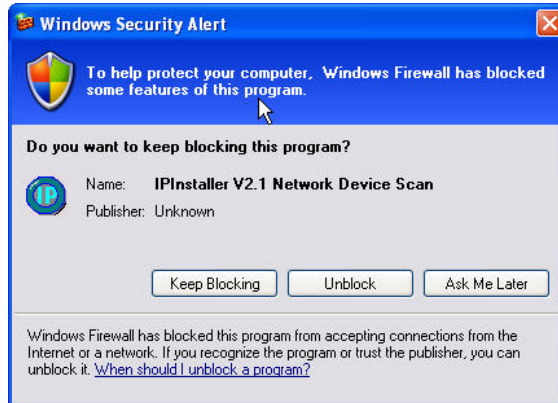 Windows Security Alert
To help protect your computer, Windows Firewall has blocked
some features of this program.
Do you want to keep blocking this program?
IP
Name: IPInstaller V2.1 Network Device Scan
Publisher: Unknown
Keep Blocking Unblock Ask Me Later
Windows Firewall has blocked this program from accepting connections from the
Internet or a network. If you recognize the program or trust the publisher, you can
unblock it. When should I unblock a program?